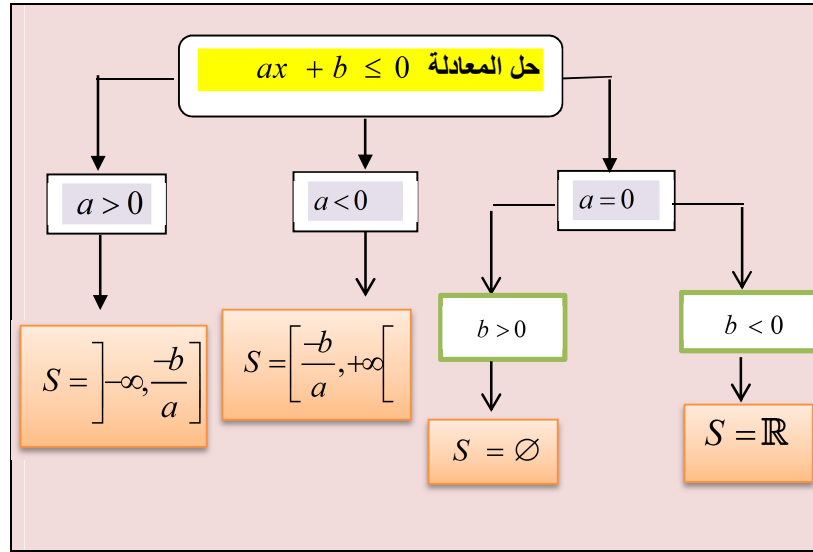 حل المعادلة ax + b ≤ 0
a > 0
a < 0
a = 0
b > 0
b < 0
S = ]−∞, −b/a]
S = [−b/a, +∞[
S = ∅
S = ℝ